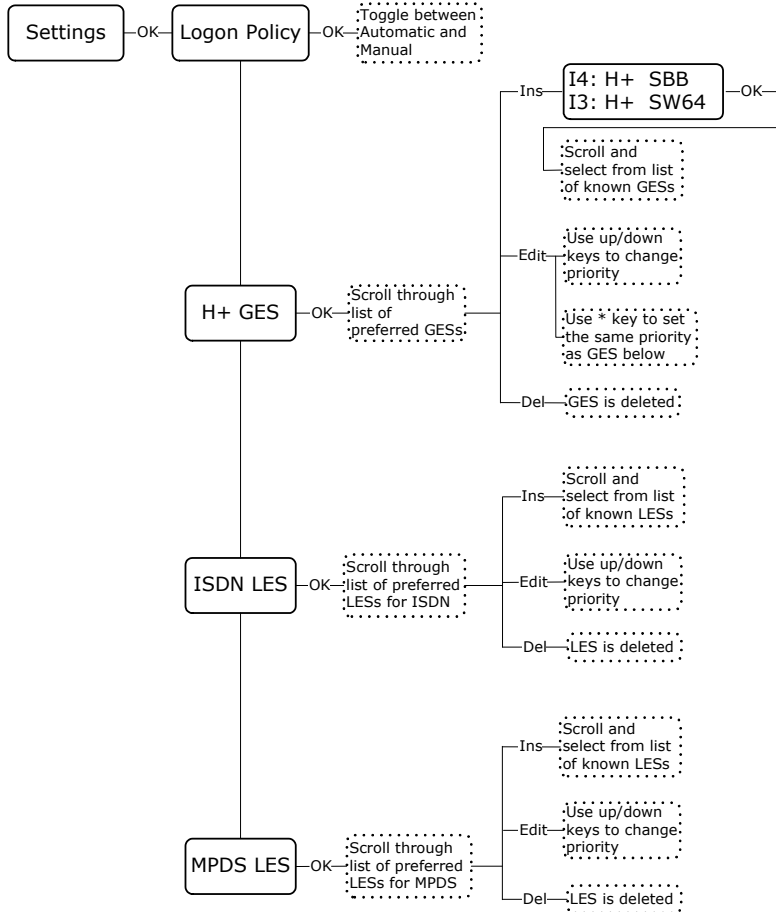 Settings
OK
Logon Policy
OK
Toggle between
Automatic and
Manual
Ins
I4: H+ SBB
I3: H+ SW64
OK
Scroll and
select from list
of known GESs
Edit
Use up/down
keys to change
priority
H+ GES
OK
Scroll through
list of
preferred GESs
Use * key to set
the same priority
as GES below
Del
GES is deleted
Ins
Scroll and
select from list
of known LESs
ISDN LES
OK
Scroll through
list of preferred
LESs for ISDN
Edit
Use up/down
keys to change
priority
Del
LES is deleted
Ins
Scroll and
select from list
of known LESs
Edit
Use up/down
keys to change
priority
MPDS LES
OK
Scroll through
list of preferred
LESs for MPDS
Del
LES is deleted